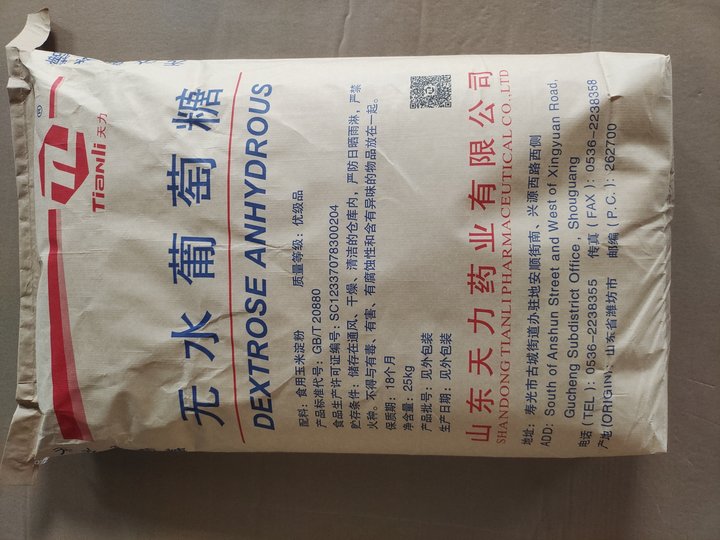 ®
Tianli 天力
无水葡萄糖
DEXTROSE ANHYDROUS
配料：食用玉米淀粉 质量等级：优级品
产品标准代号：GB/T 20880
食品生产许可证编号：SC12337078300204
贮存条件：储存在通风、干燥、清洁的仓库内，严防日晒雨淋，严禁
火种。不得与有毒、有害、有腐蚀性和含有异味的物品放在一起。
保质期：18个月
净含量：25kg
产品批号：见外包装
生产日期：见外包装
山东天力药业有限公司
SHANDONG TIANLI PHARMACEUTICAL CO.,LTD
地址：寿光市古城街道办驻地安顺街南、兴源西路西侧
ADD: South of Anshun Street and West of Xingyuan Road,
Gucheng Subdistrict Office, Shouguang
电话 (TEL)：0536-2238355 传真 (FAX)：0536-2238358
产地 (ORIGIN)：山东省潍坊市 邮编 (P.C.)：262700